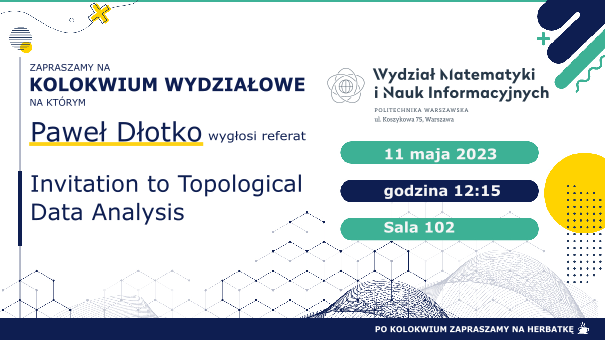 ZAPRASZAMY NA
KOLOKWIUM WYDZIAŁOWE
NA KTÓRYM
Paweł Dłotko wygłosi referat
Invitation to Topological
Data Analysis
Wydział Matematyki
i Nauk Informacyjnych
POLITECHNIKA WARSZAWSKA
ul. Koszykowa 75, Warszawa
11 maja 2023
godzina 12:15
Sala 102
PO KOLOKWIUM ZAPRASZAMY NA HERBATKĘ